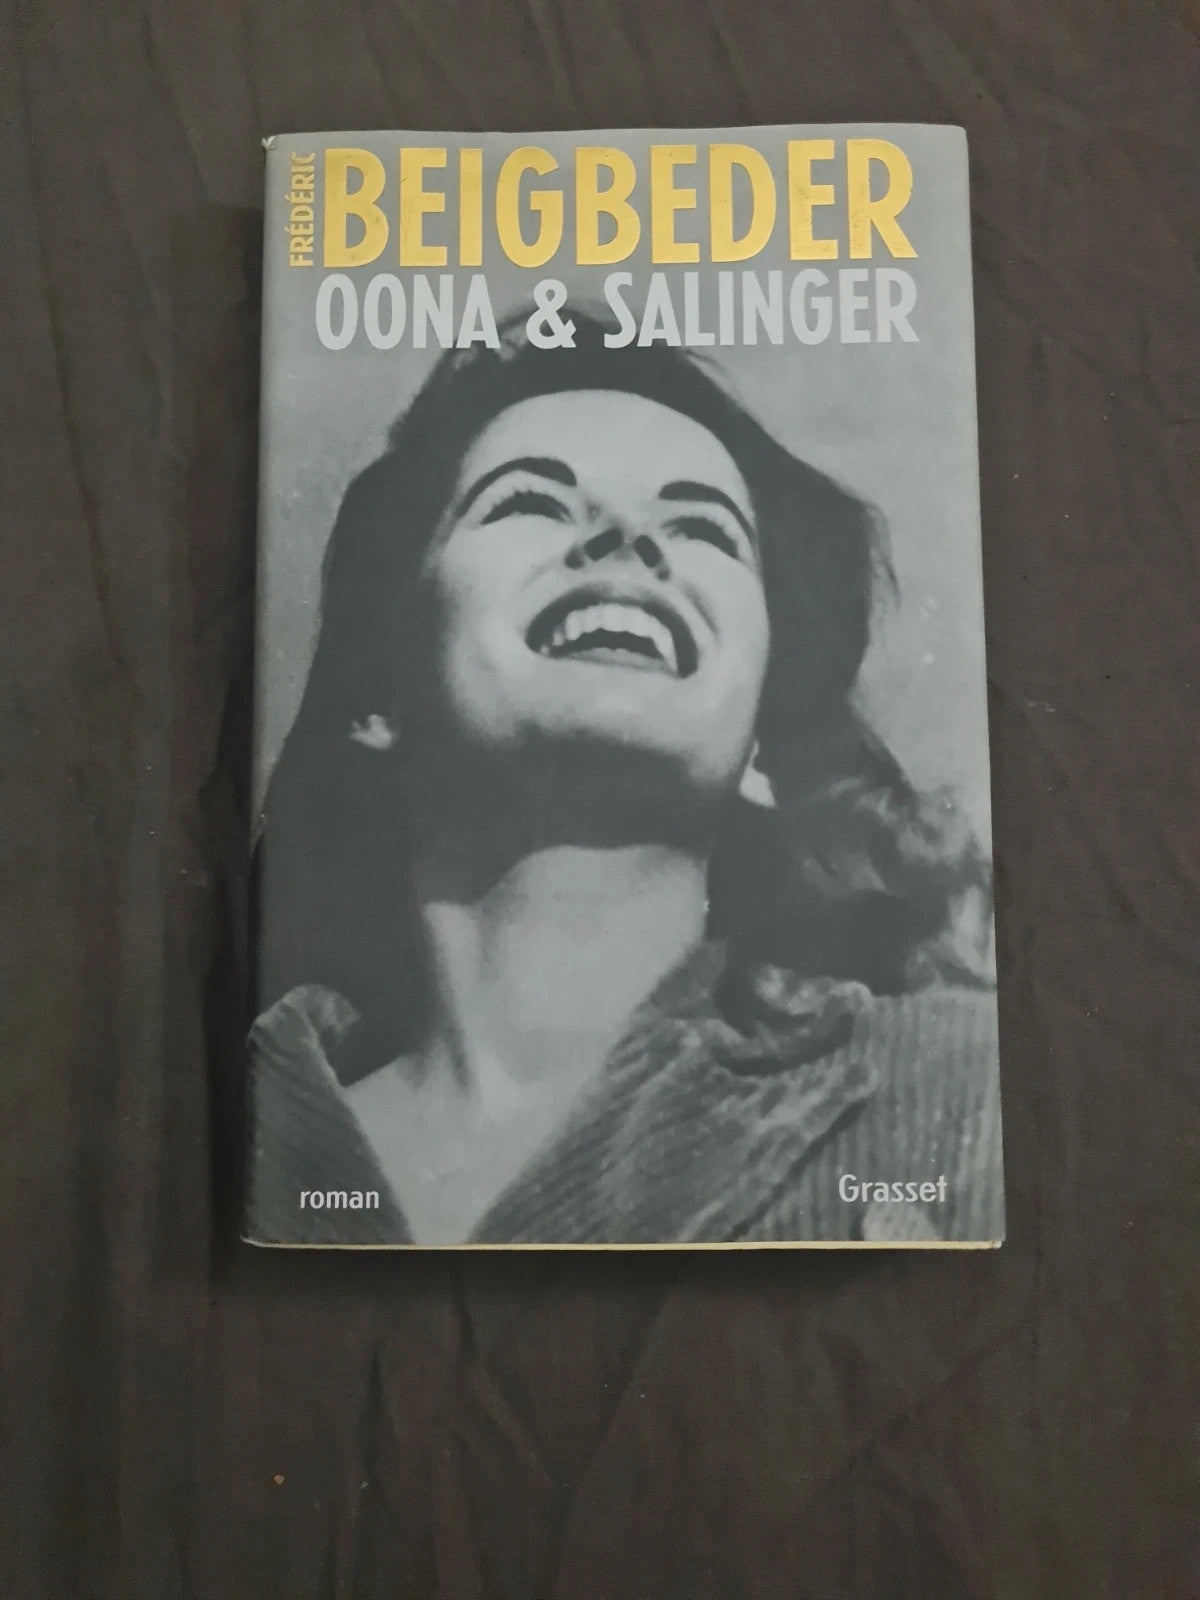 FRÉDÉRIC
BEIGBEDER
OONA & SALINGER
roman
Grasset